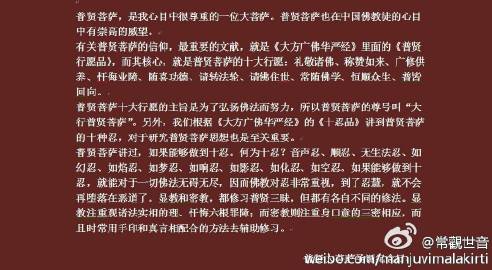 普贤菩萨，是我心目中很尊重的一位大菩萨。普贤菩萨也在中国佛教徒的心目
中有崇高的威望。
有关普贤菩萨的信仰，最重要的文献，就是《大方广佛华严经》里面的《普贤
行愿品》，而其核心，就是普贤菩萨的十大行愿：礼敬诸佛、称赞如来、广修供
养、忏悔业障、随喜功德、请转法轮、请佛住世、常随佛学、恒顺众生、普皆
回向。
普贤菩萨十大行愿的主旨是为了弘扬佛法而努力，所以普贤菩萨的尊号叫“大
行普贤菩萨”。另外，我们根据《大方广佛华严经》的《十忍品》讲到普贤菩萨
的十种忍，对于研究普贤菩萨思想也是至关重要。
普贤菩萨讲过，如果能够做到十忍。何为十忍？音声忍、顺忍、无生法忍、如
幻忍、如焰忍、如梦忍、如响忍、如影忍、如化忍、如空忍。如果能够做到十
忍，就能对于一切佛法无得无尽，因而佛教对忍非常重视，到了忍慧，就不会
再堕落在恶道了。显教和密教，都修习普贤三昧，但都有各自不同的修法。显
教注重观诸法实相的理、忏悔六根罪障；而密教则注重身口意的三密相应，而
且时常用手印和真言相配合的方法去辅助修习。
@常觀世音
weibo.com/nanjuvimalakirti